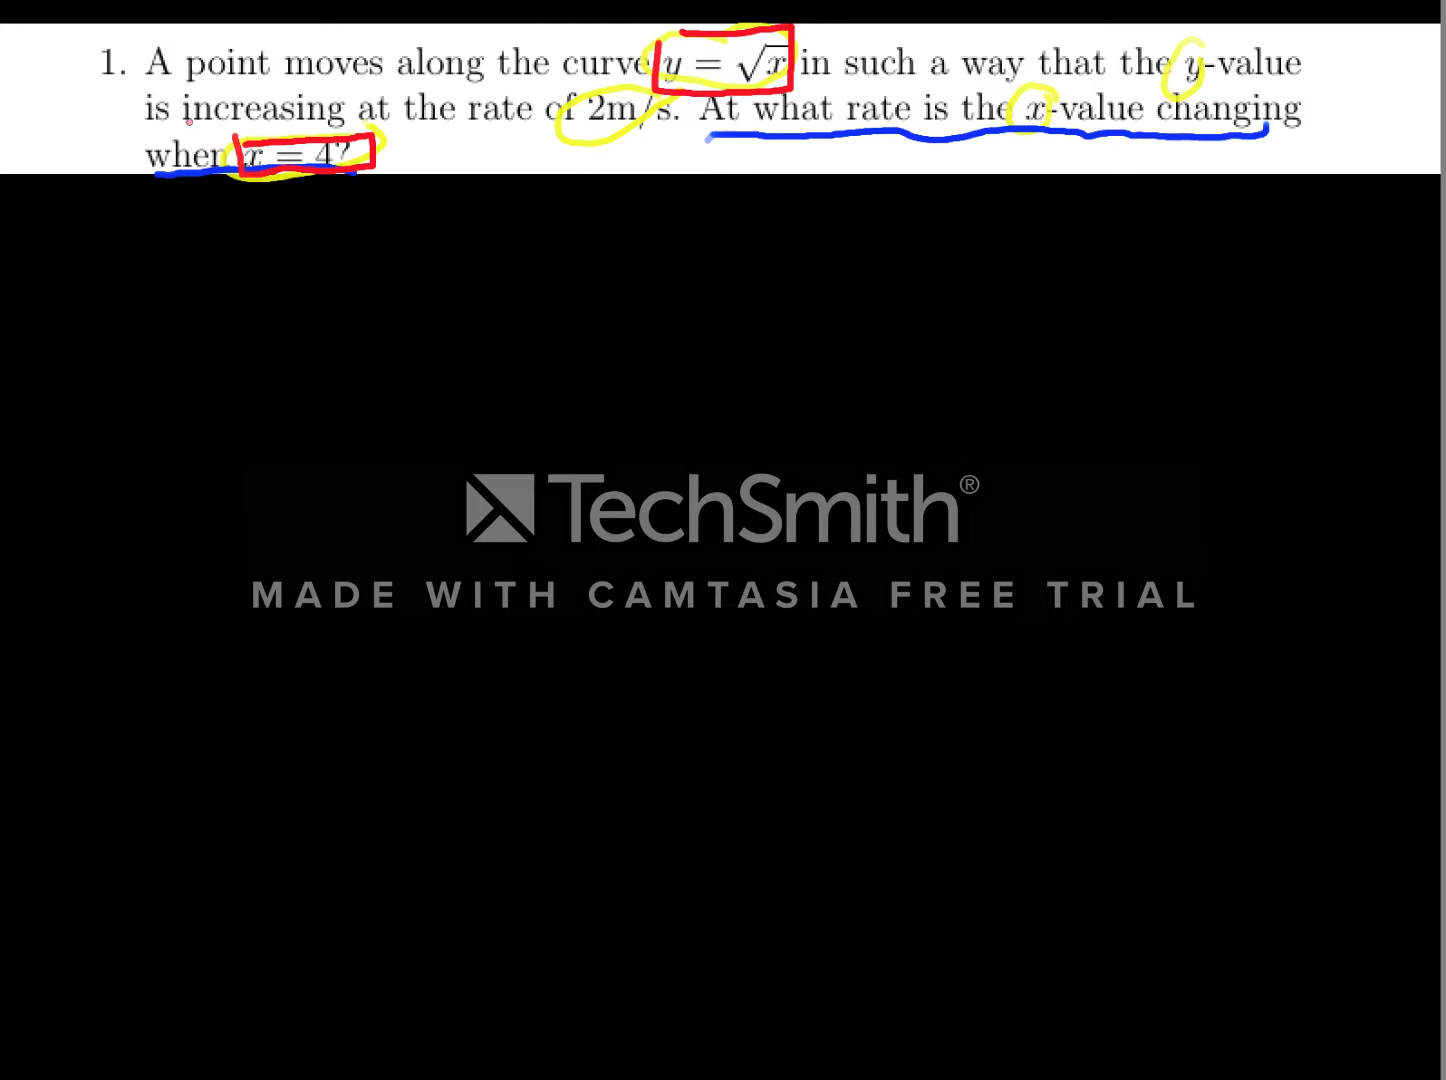 1. A point moves along the curve y = √x in such a way that the y-value
is increasing at the rate of 2m/s. At what rate is the x-value changing
when x = 4?
TechSmith®
MADE WITH CAMTASIA FREE TRIAL